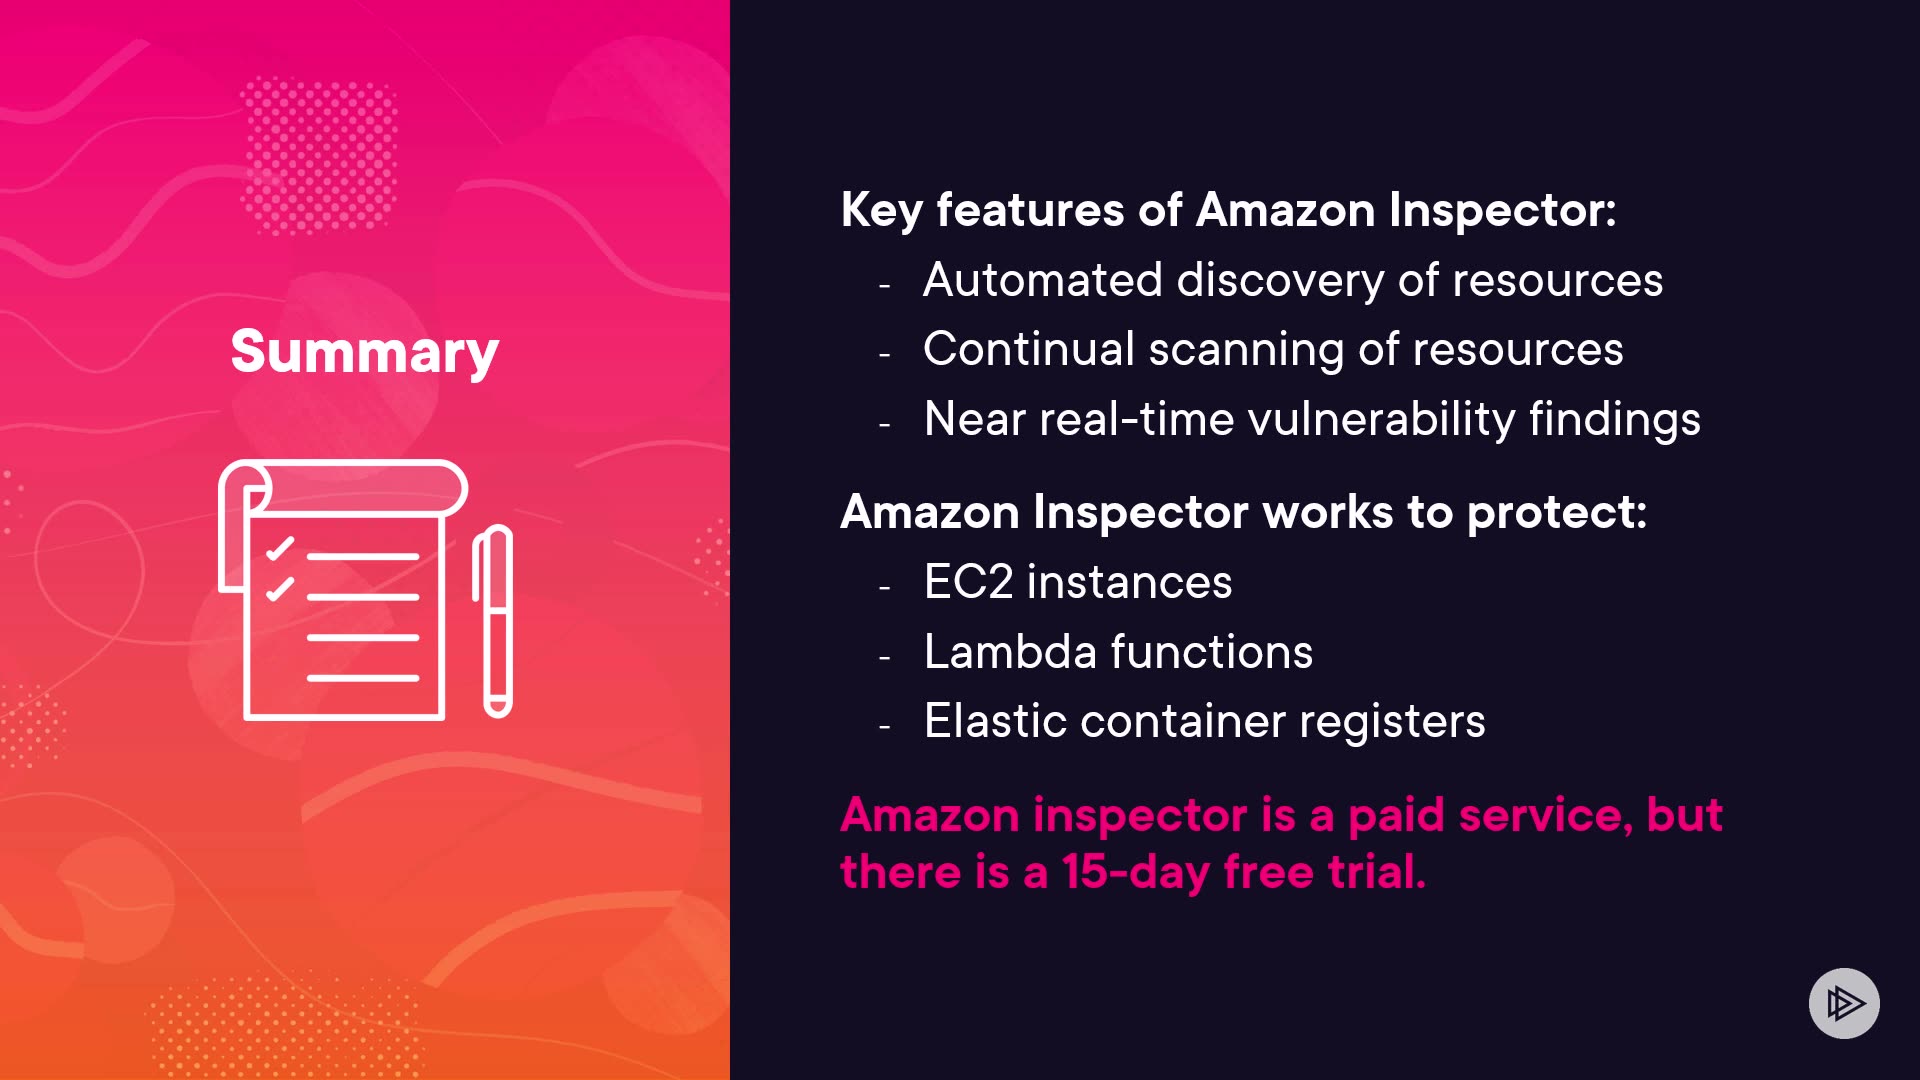 Summary
Key features of Amazon Inspector:
- Automated discovery of resources
- Continual scanning of resources
- Near real-time vulnerability findings
Amazon Inspector works to protect:
- EC2 instances
- Lambda functions
- Elastic container registers
Amazon inspector is a paid service, but
there is a 15-day free trial.